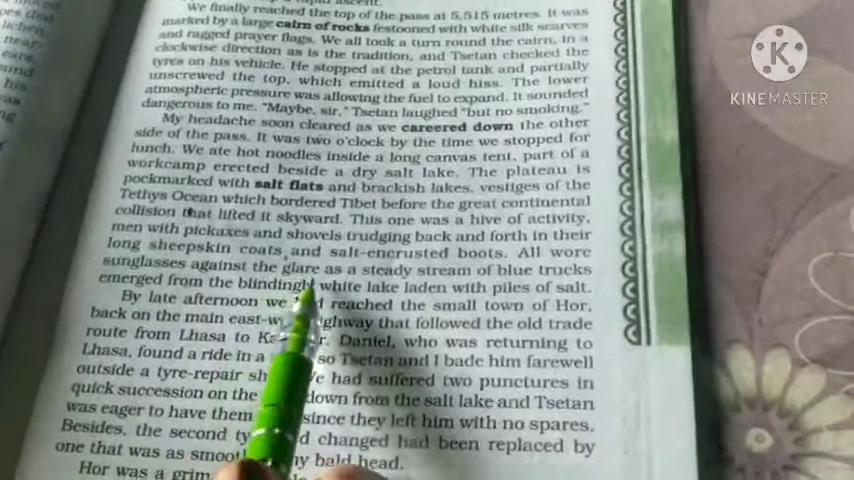 rapid ascent.
We finally reached the top of the pass at 5,515 metres. It was
marked by a large cairn of rocks festooned with white silk scarves
and ragged prayer flags. We all took a turn round the cairn, in a
clockwise direction as is the tradition, and Tsetan checked the
tyres on his vehicle. He stopped at the petrol tank and partially
unscrewed the top, which emitted a loud hiss. The lower
atmospheric pressure was allowing the fuel to expand. It sounded
dangerous to me. “Maybe, sir,” Tsetan laughed “but no smoking.”
My headache soon cleared as we careered down the other
side of the pass. It was two o’clock by the time we stopped for
lunch. We ate hot noodles inside a long canvas tent, part of a
workcamp erected beside a dry salt lake. The plateau is
pockmarked with salt flats and brackish lakes, vestiges of the
Tethys Ocean which bordered Tibet before the great continental
collision that lifted it skyward. This one was a hive of activity,
men with pickaxes and shovels trudging back and forth in their
long sheepskin coats and salt-encrusted boots. All wore
sunglasses against the glare as a steady stream of blue trucks
emerged from the blindingly white lake laden with piles of salt.
By late afternoon we had reached the small town of Hor,
back on the main east-w ighway that followed the old trade
route from Lhasa to Ka r. Daniel, who was returning to
Lhasa, found a ride in a so Tsetan and I bade him farewell
outside a tyre-repair sh We had suffered two punctures in
quick succession on the down from the salt lake and Tsetan
was eager to have them since they left him with no spares.
Besides, the second ty d changed had been replaced by
one that was as smooth my bald head.
Hor was a grim
KINEMASTER